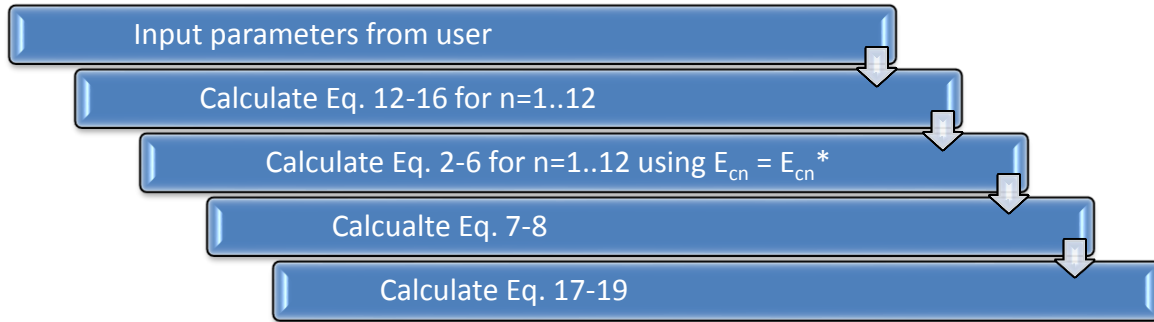 Input parameters from user
Calculate Eq. 12-16 for n=1..12
Calculate Eq. 2-6 for n=1..12 using Ecn = Ecn*
Calcualte Eq. 7-8
Calculate Eq. 17-19